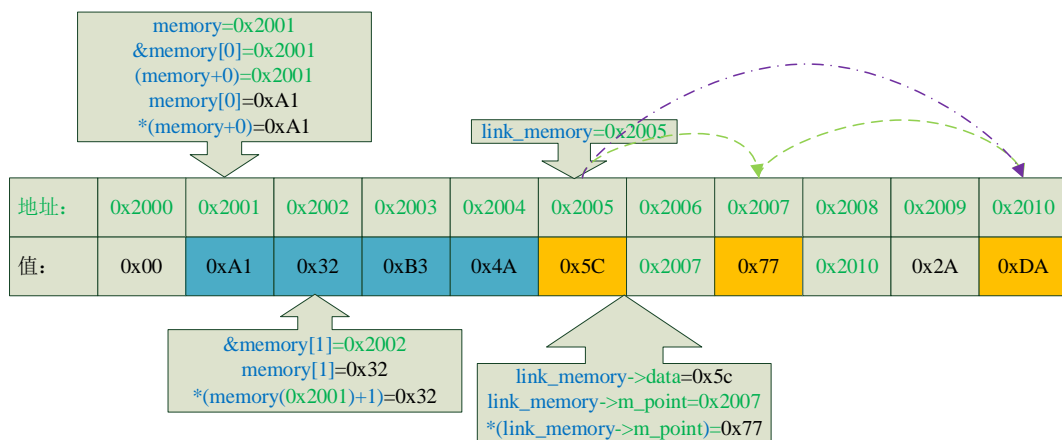 memory=0x2001
&memory[0]=0x2001
(memory+0)=0x2001
memory[0]=0xA1
*(memory+0)=0xA1
link_memory=0x2005
地址： 0x2000 0x2001 0x2002 0x2003 0x2004 0x2005 0x2006 0x2007 0x2008 0x2009 0x2010
值： 0x00 0xA1 0x32 0xB3 0x4A 0x5C 0x2007 0x77 0x2010 0x2A 0xDA
&memory[1]=0x2002
memory[1]=0x32
*(memory(0x2001)+1)=0x32
link_memory->data=0x5c
link_memory->m_point=0x2007
*(link_memory->m_point)=0x77